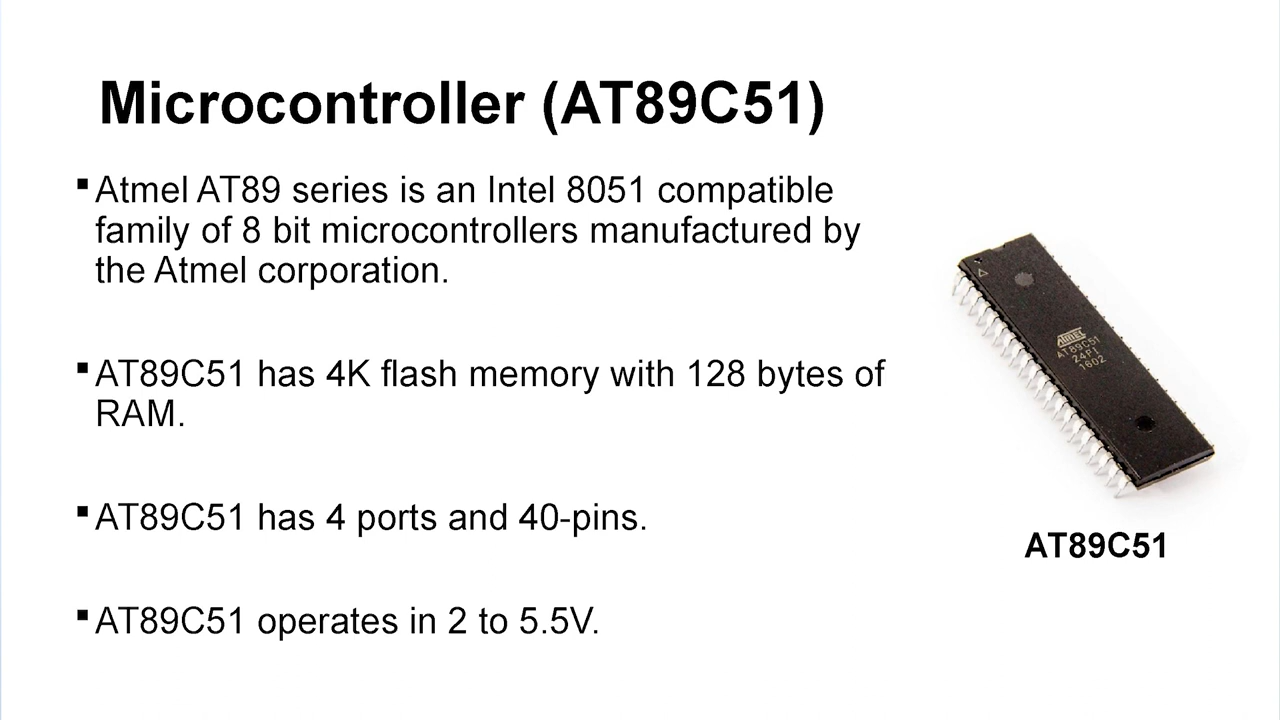 Microcontroller (AT89C51)
Atmel AT89 series is an Intel 8051 compatible
family of 8 bit microcontrollers manufactured by
the Atmel corporation.
AT89C51 has 4K flash memory with 128 bytes of
RAM.
AT89C51 has 4 ports and 40-pins.
AT89C51 operates in 2 to 5.5V.
ATMEL
AT89C51
24PI
1602
AT89C51